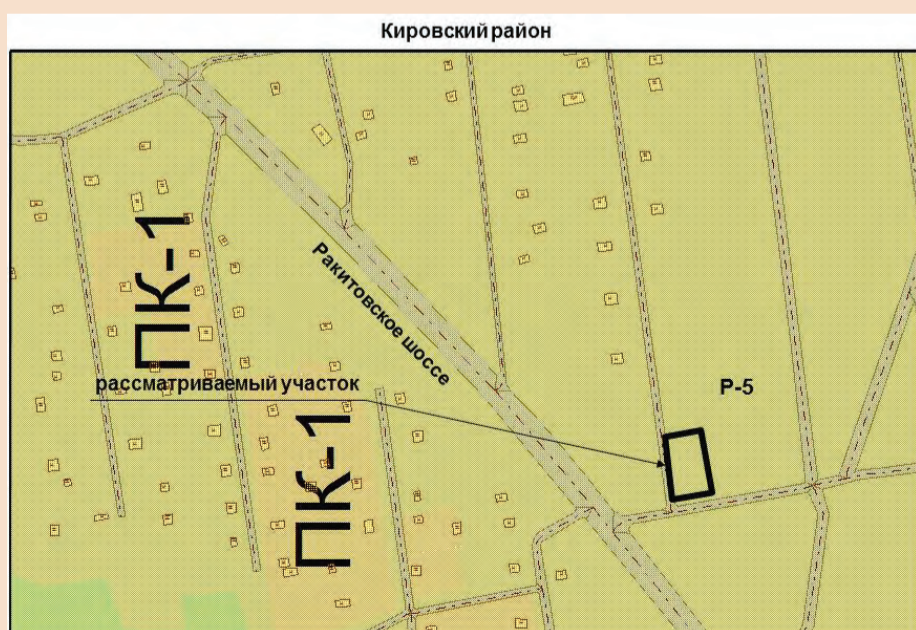 Кировский район
ПК-1
Ракитовское шоссе
рассматриваемый участок
Р-5
ПК-1